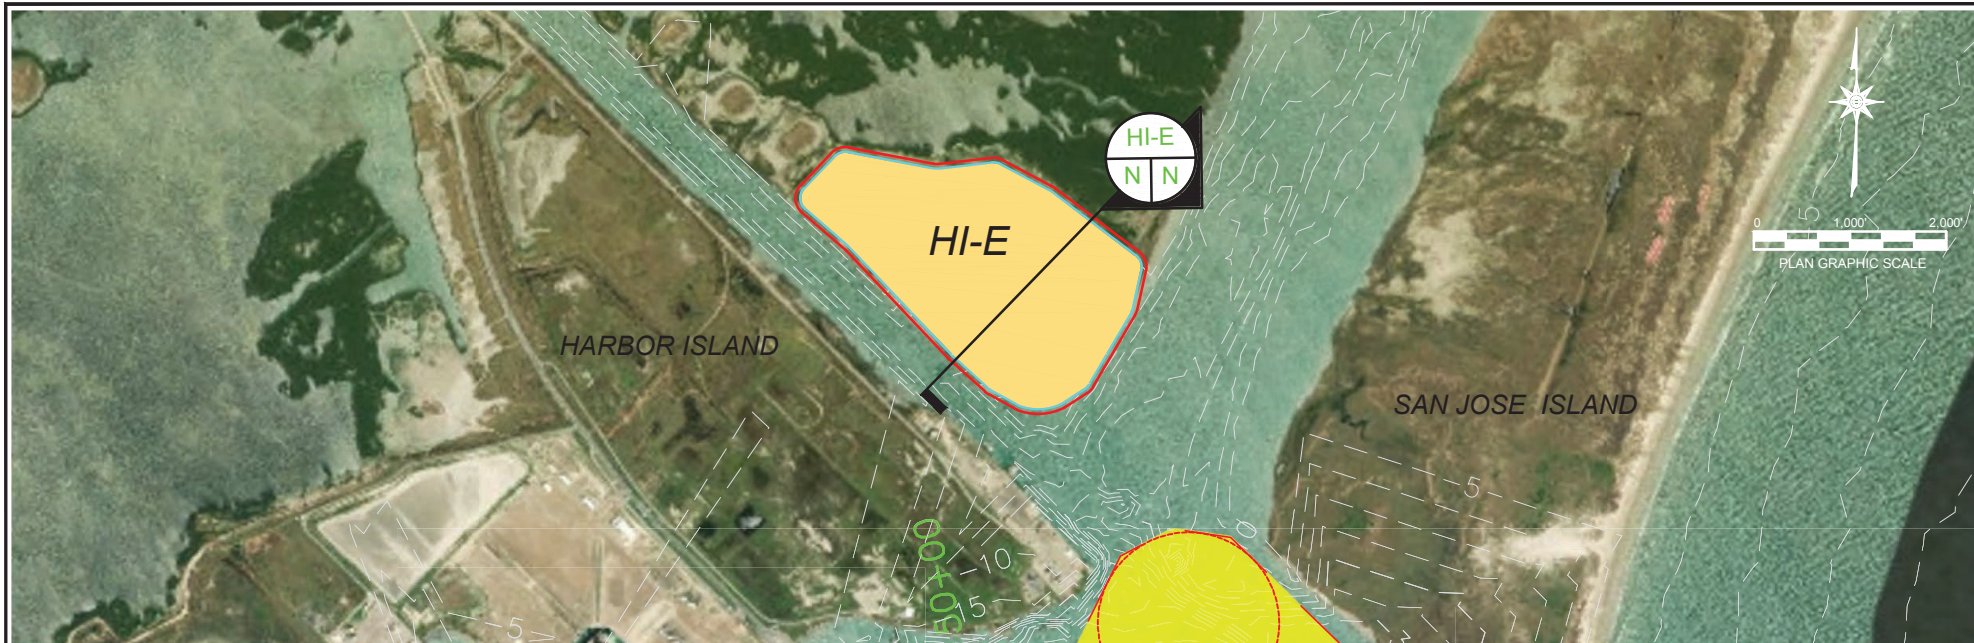 HI-E
N N
HI-E
5
0 1,000' 2,000'
PLAN GRAPHIC SCALE
HARBOR ISLAND
SAN JOSE ISLAND
5
0
-10
15
5